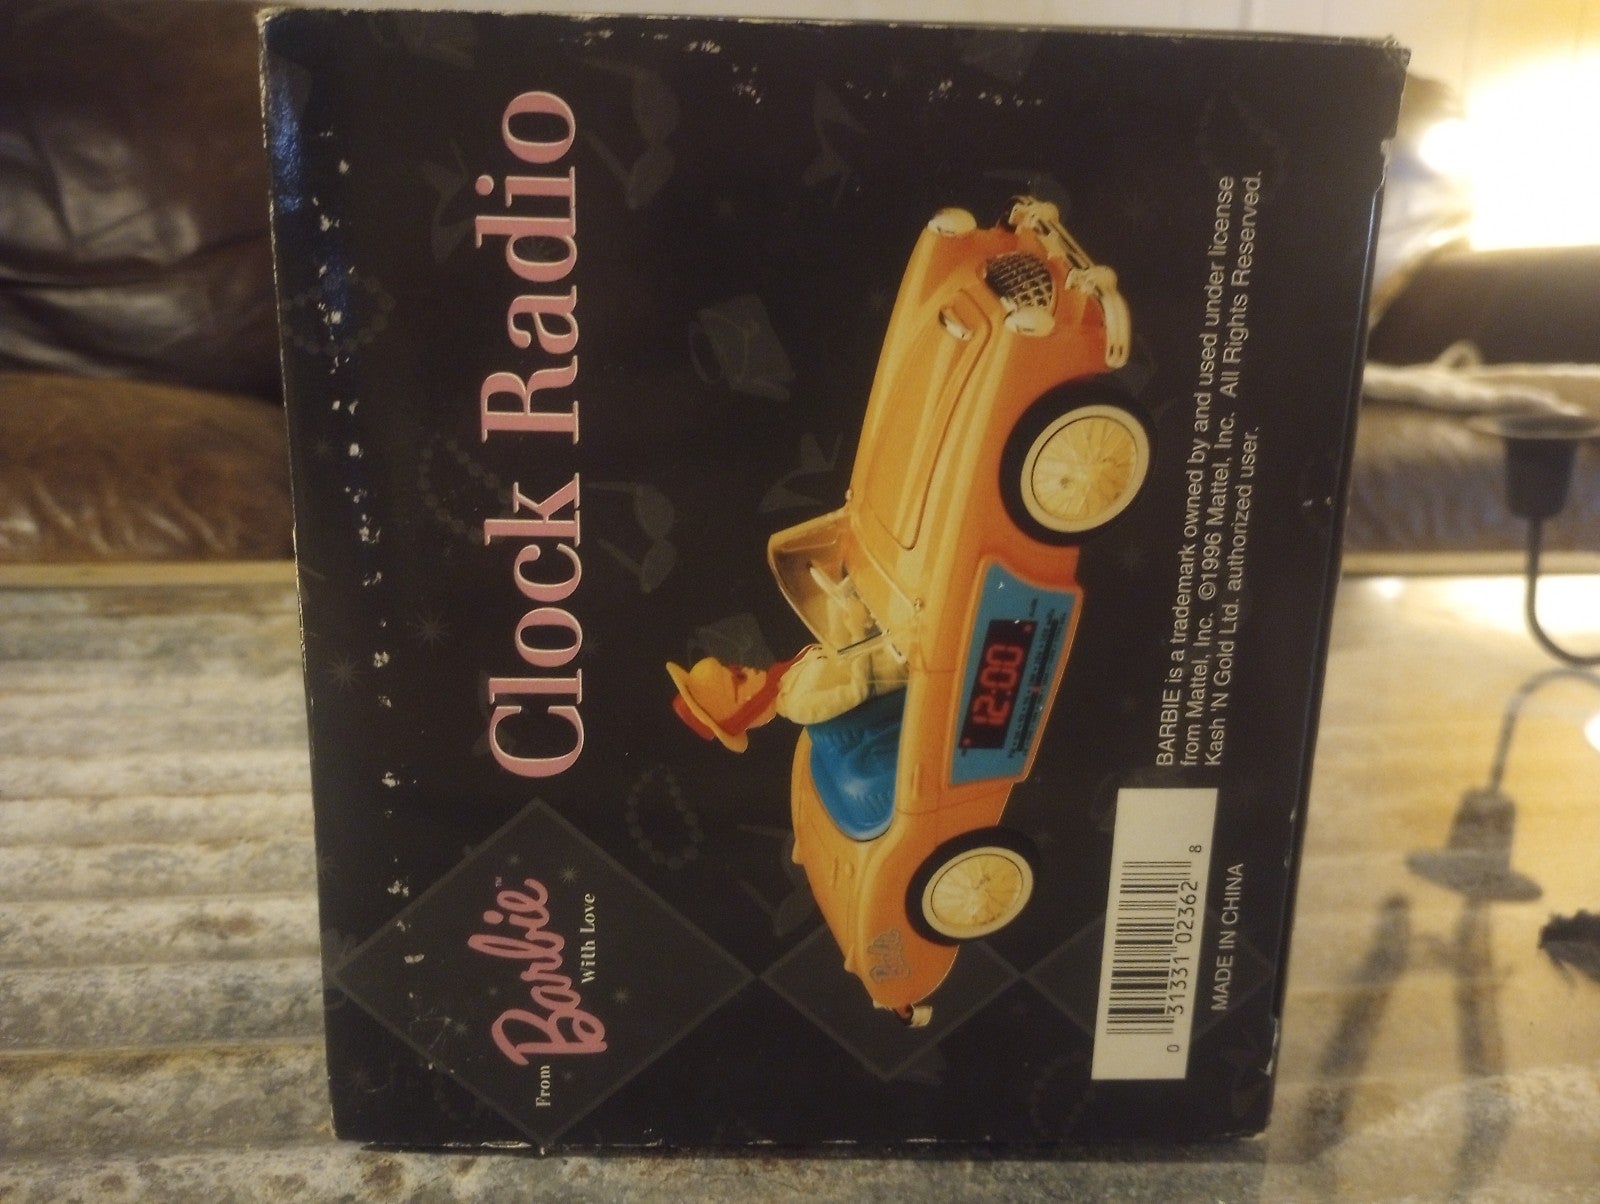 From Barbie™
With Love
Clock Radio
12:00
Barbie
BARBIE is a trademark owned by and used under license
from Mattel, Inc. ©1996 Mattel, Inc. All Rights Reserved.
Kash 'N Gold Ltd. authorized user.
0 31331 02362 8
MADE IN CHINA